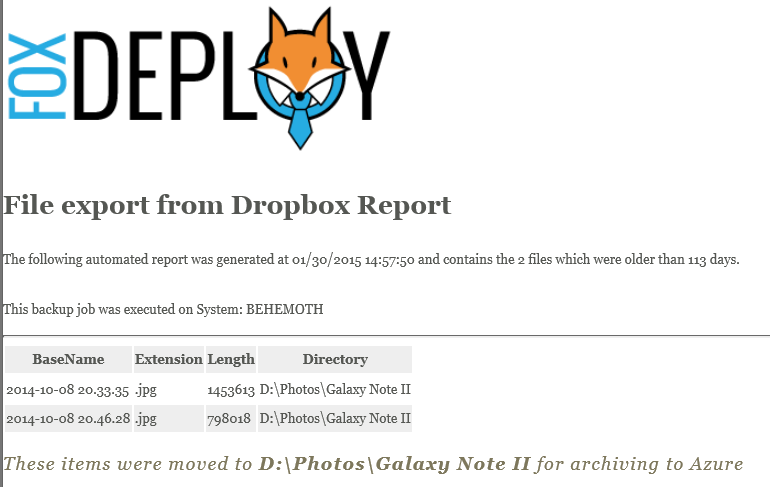 FOX DEPLOY
File export from Dropbox Report
The following automated report was generated at 01/30/2015 14:57:50 and contains the 2 files which were older than 113 days.
This backup job was executed on System: BEHEMOTH
BaseName Extension Length Directory
2014-10-08 20.33.35 .jpg 1453613 D:\Photos\Galaxy Note II
2014-10-08 20.46.28 .jpg 798018 D:\Photos\Galaxy Note II
These items were moved to D:\Photos\Galaxy Note II for archiving to Azure